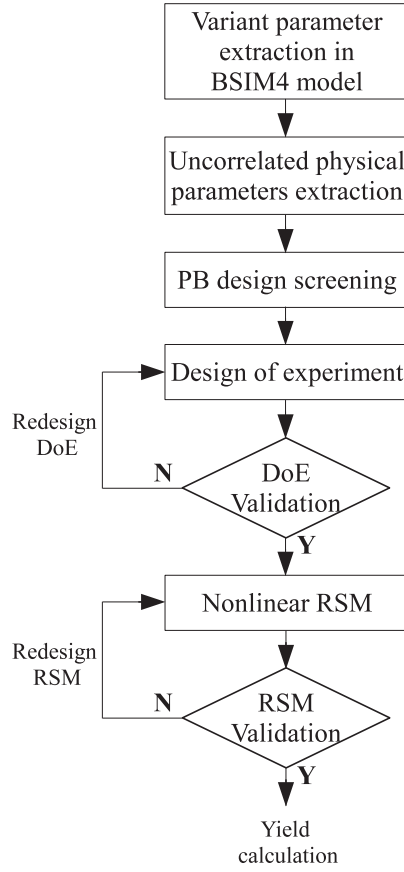 Variant parameter
extraction in
BSIM4 model
Uncorrelated physical
parameters extraction
PB design screening
Design of experiment
Redesign
DoE
N
DoE
Validation
Y
Nonlinear RSM
Redesign
RSM
N
RSM
Validation
Y
Yield
calculation